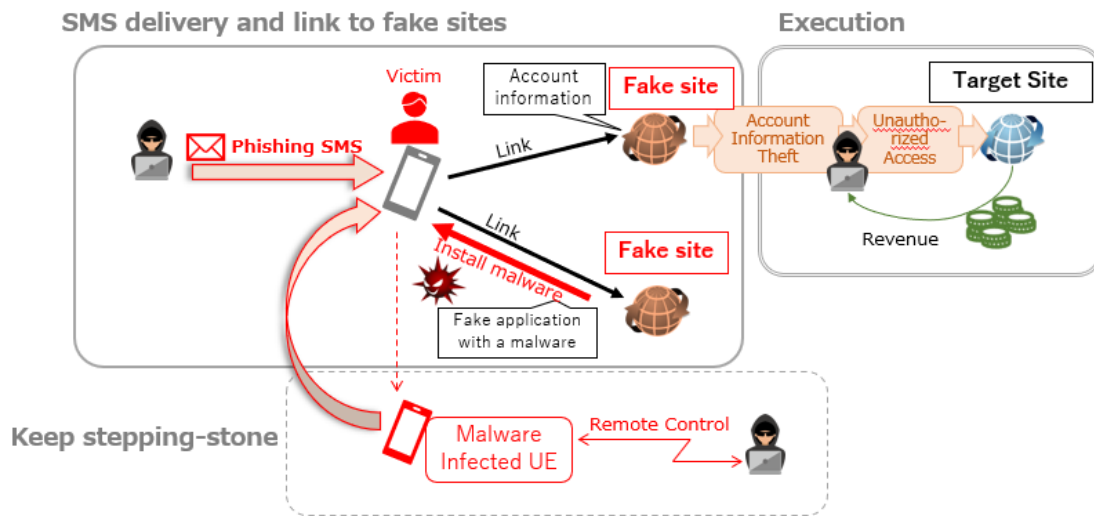 SMS delivery and link to fake sites
Execution
Victim
Account
information
Fake site
Target Site
Phishing SMS
Link
Account
Information
Theft
Unautho-
rized
Access
Link
Install malware
Fake site
Revenue
Fake application
with a malware
Keep stepping-stone
Malware
Infected UE
Remote Control